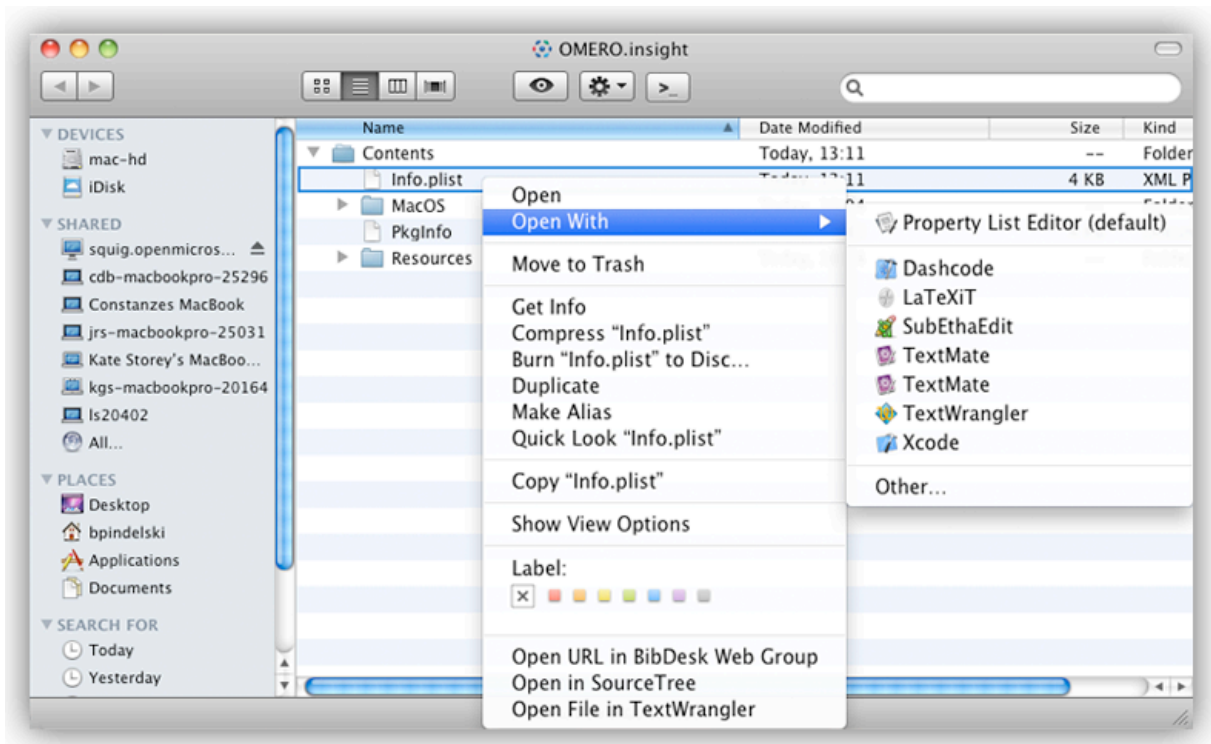 OMERO.insight
>_
Name Date Modified Size Kind
DEVICES
mac-hd
iDisk
SHARED
squig.openmicros...
cdb-macbookpro-25296
Constanzes MacBook
jrs-macbookpro-25031
Kate Storey's MacBoo...
kgs-macbookpro-20164
ls20402
All...
PLACES
Desktop
bpindelski
Applications
Documents
SEARCH FOR
Today
Yesterday
Contents Today, 13:11 -- Folder
Info.plist 4 KB XML P
MacOS
PkgInfo
Resources
Open
Open With
Move to Trash
Get Info
Compress “Info.plist”
Burn “Info.plist” to Disc...
Duplicate
Make Alias
Quick Look “Info.plist”
Copy “Info.plist”
Show View Options
Label:
Open URL in BibDesk Web Group
Open in SourceTree
Open File in TextWrangler
Property List Editor (default)
Dashcode
LaTeXiT
SubEthaEdit
TextMate
TextMate
TextWrangler
Xcode
Other...